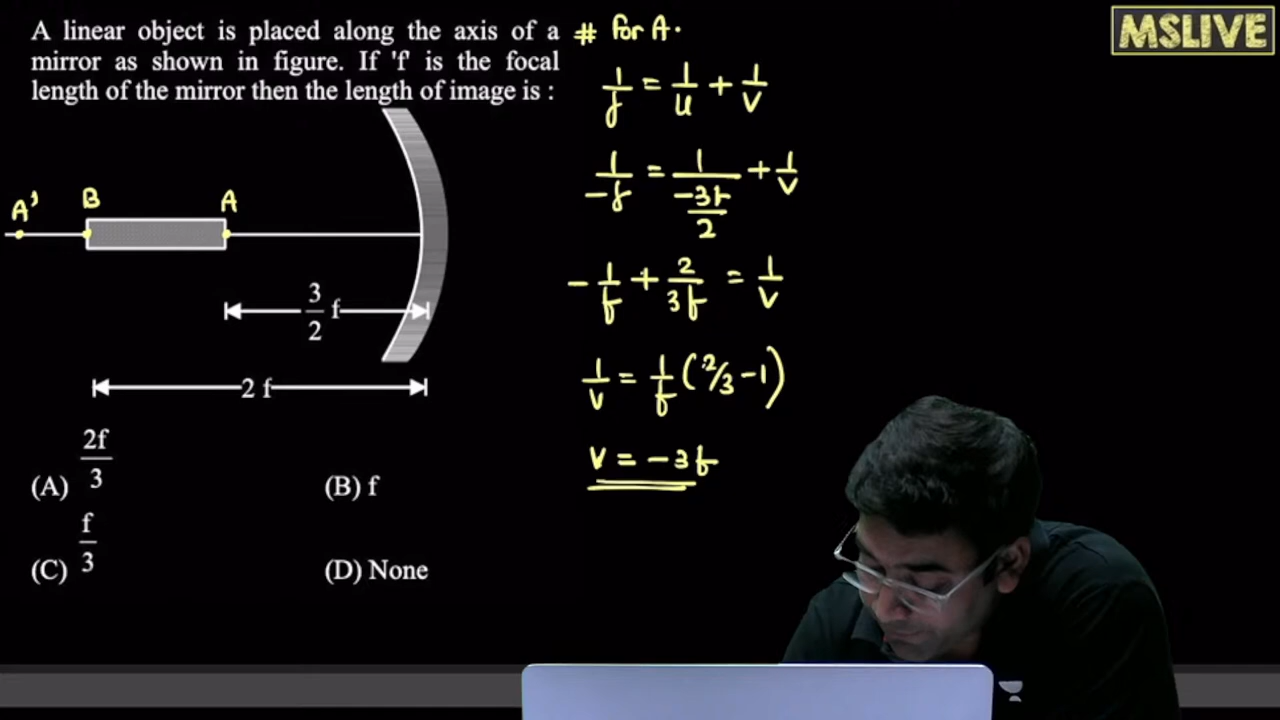 A linear object is placed along the axis of a
mirror as shown in figure. If 'f' is the focal
length of the mirror then the length of image is :
A'
B
A
3/2 f
2 f
(A) 2f/3
(B) f
(C) f/3
(D) None
# for A.
1/f = 1/u + 1/v
1/-f = 1/(-3f/2) + 1/v
-1/f + 2/3f = 1/v
1/v = 1/f (2/3 - 1)
v = -3f
MSLIVE